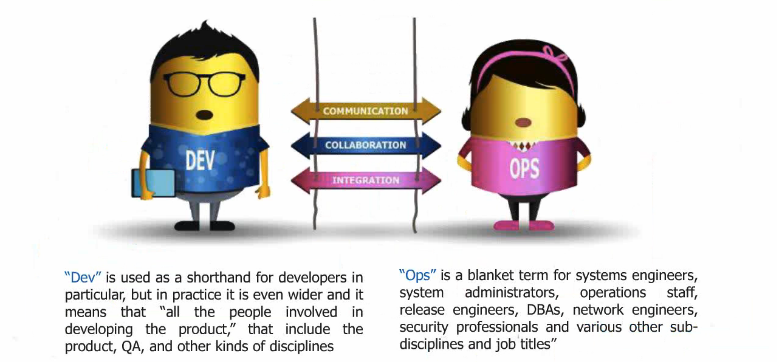 COMMUNICATION
COLLABORATION
INTEGRATION
DEV
OPS
"Dev" is used as a shorthand for developers in
particular, but in practice it is even wider and it
means that "all the people involved in
developing the product," that include the
product, QA, and other kinds of disciplines
"Ops" is a blanket term for systems engineers,
system administrators, operations staff,
release engineers, DBAs, network engineers,
security professionals and various other sub-
disciplines and job titles"